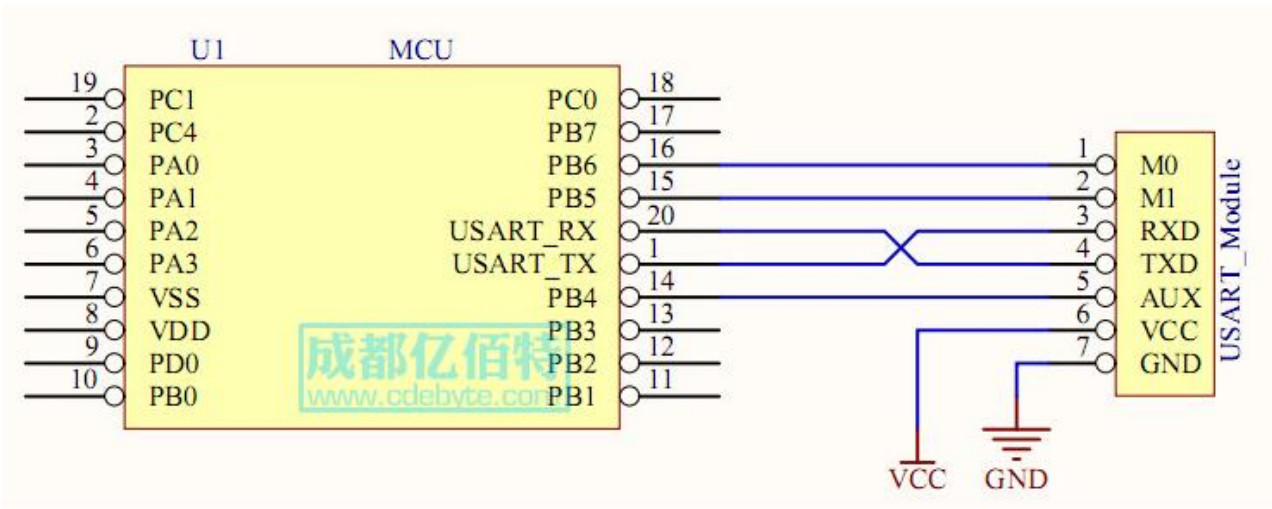 U1 MCU
19 PC1 PC0 18
2 PC4 PB7 17
3 PA0 PB6 16 1 M0
4 PA1 PB5 15 2 M1
5 PA2 USART_RX 20 3 RXD
6 PA3 USART_TX 1 4 TXD
7 VSS PB4 14 5 AUX
8 VDD PB3 13 6 VCC
9 PD0 PB2 12 7 GND
10 PB0 PB1 11
USART_Module
成都亿佰特
www.cdebyte.com
VCC GND